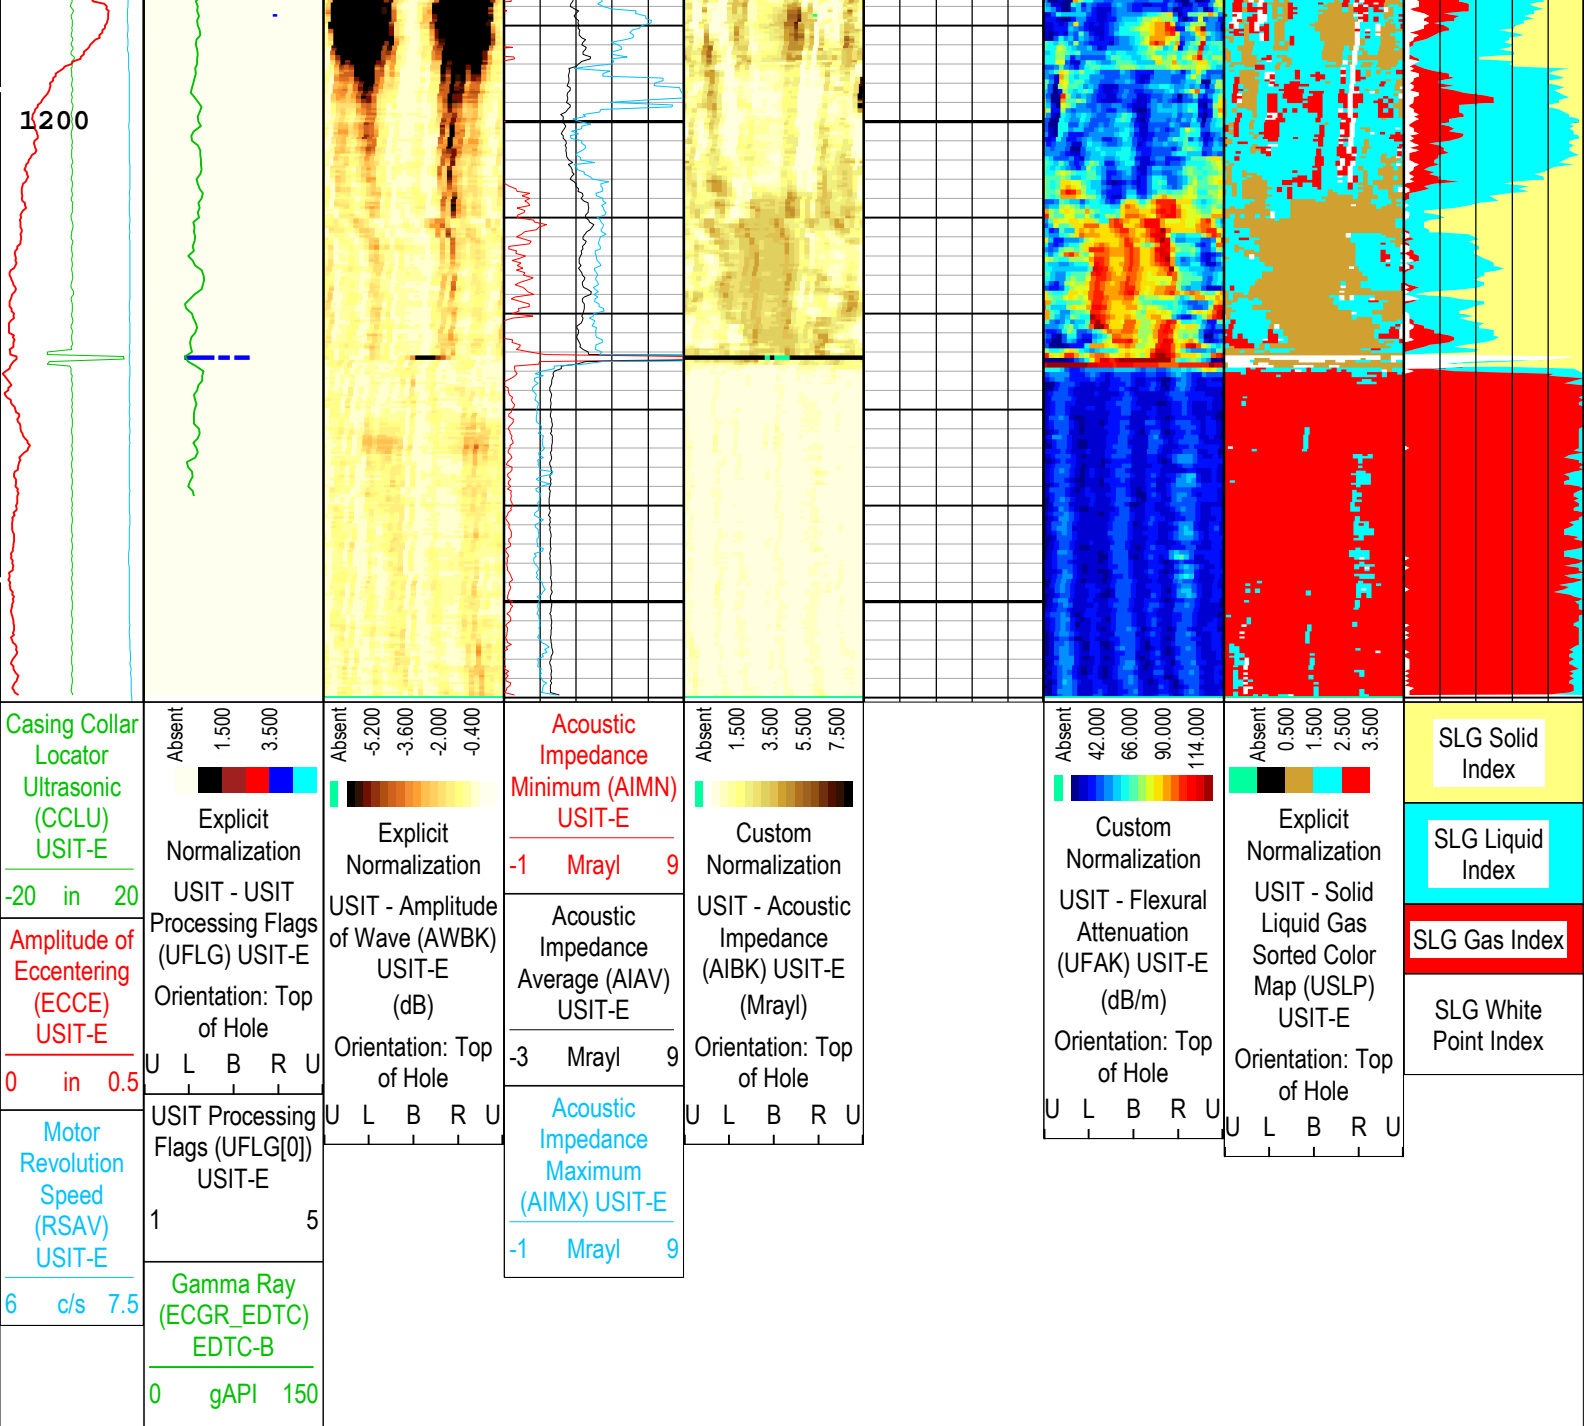 1200
Casing Collar
Locator
Ultrasonic
(CCLU)
USIT-E
-20 in 20
Amplitude of
Eccentering
(ECCE)
USIT-E
0 in 0.5
Motor
Revolution
Speed
(RSAV)
USIT-E
6 c/s 7.5
Absent 1.500 3.500
Explicit
Normalization
USIT - USIT
Processing Flags
(UFLG) USIT-E
Orientation: Top
of Hole
U L B R U
USIT Processing
Flags (UFLG[0])
USIT-E
1 5
Gamma Ray
(ECGR_EDTC)
EDTC-B
0 gAPI 150
Absent -5.200 -3.600 -2.000 -0.400
Explicit
Normalization
USIT - Amplitude
of Wave (AWBK)
USIT-E
(dB)
Orientation: Top
of Hole
U L B R U
Acoustic
Impedance
Minimum (AIMN)
USIT-E
-1 Mrayl 9
Acoustic
Impedance
Average (AIAV)
USIT-E
-3 Mrayl 9
Acoustic
Impedance
Maximum
(AIMX) USIT-E
-1 Mrayl 9
Absent 1.500 3.500 5.500 7.500
Custom
Normalization
USIT - Acoustic
Impedance
(AIBK) USIT-E
(Mrayl)
Orientation: Top
of Hole
U L B R U
Absent 42.000 66.000 90.000 114.000
Custom
Normalization
USIT - Flexural
Attenuation
(UFAK) USIT-E
(dB/m)
Orientation: Top
of Hole
U L B R U
Absent 0.500 1.500 2.500 3.500
Explicit
Normalization
USIT - Solid
Liquid Gas
Sorted Color
Map (USLP)
USIT-E
Orientation: Top
of Hole
U L B R U
SLG Solid
Index
SLG Liquid
Index
SLG Gas Index
SLG White
Point Index